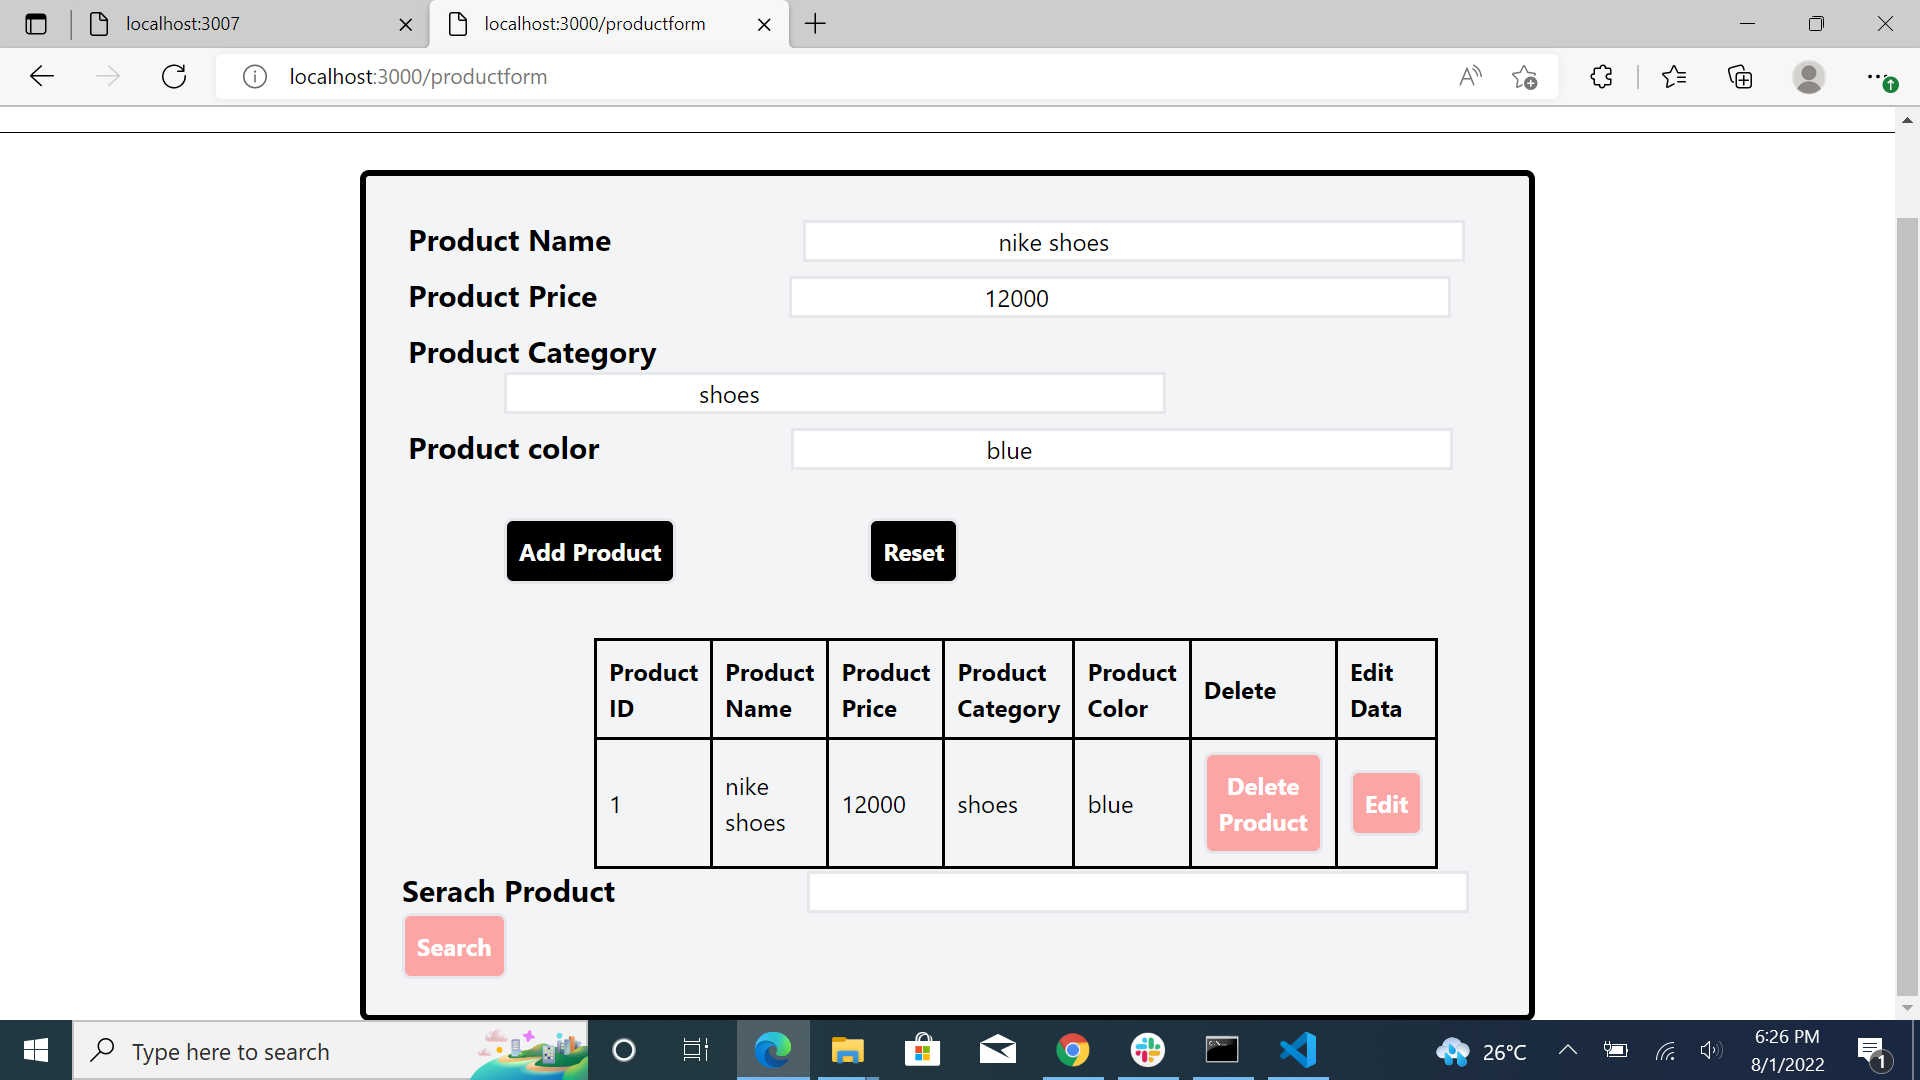 localhost:3007
localhost:3000/productform
localhost:3000/productform
Product Name
nike shoes
Product Price
12000
Product Category
shoes
Product color
blue
Add Product
Reset
Product ID
Product Name
Product Price
Product Category
Product Color
Delete
Edit Data
1
nike shoes
12000
shoes
blue
Delete Product
Edit
Serach Product
Search
Type here to search
26°C
6:26 PM
8/1/2022
1